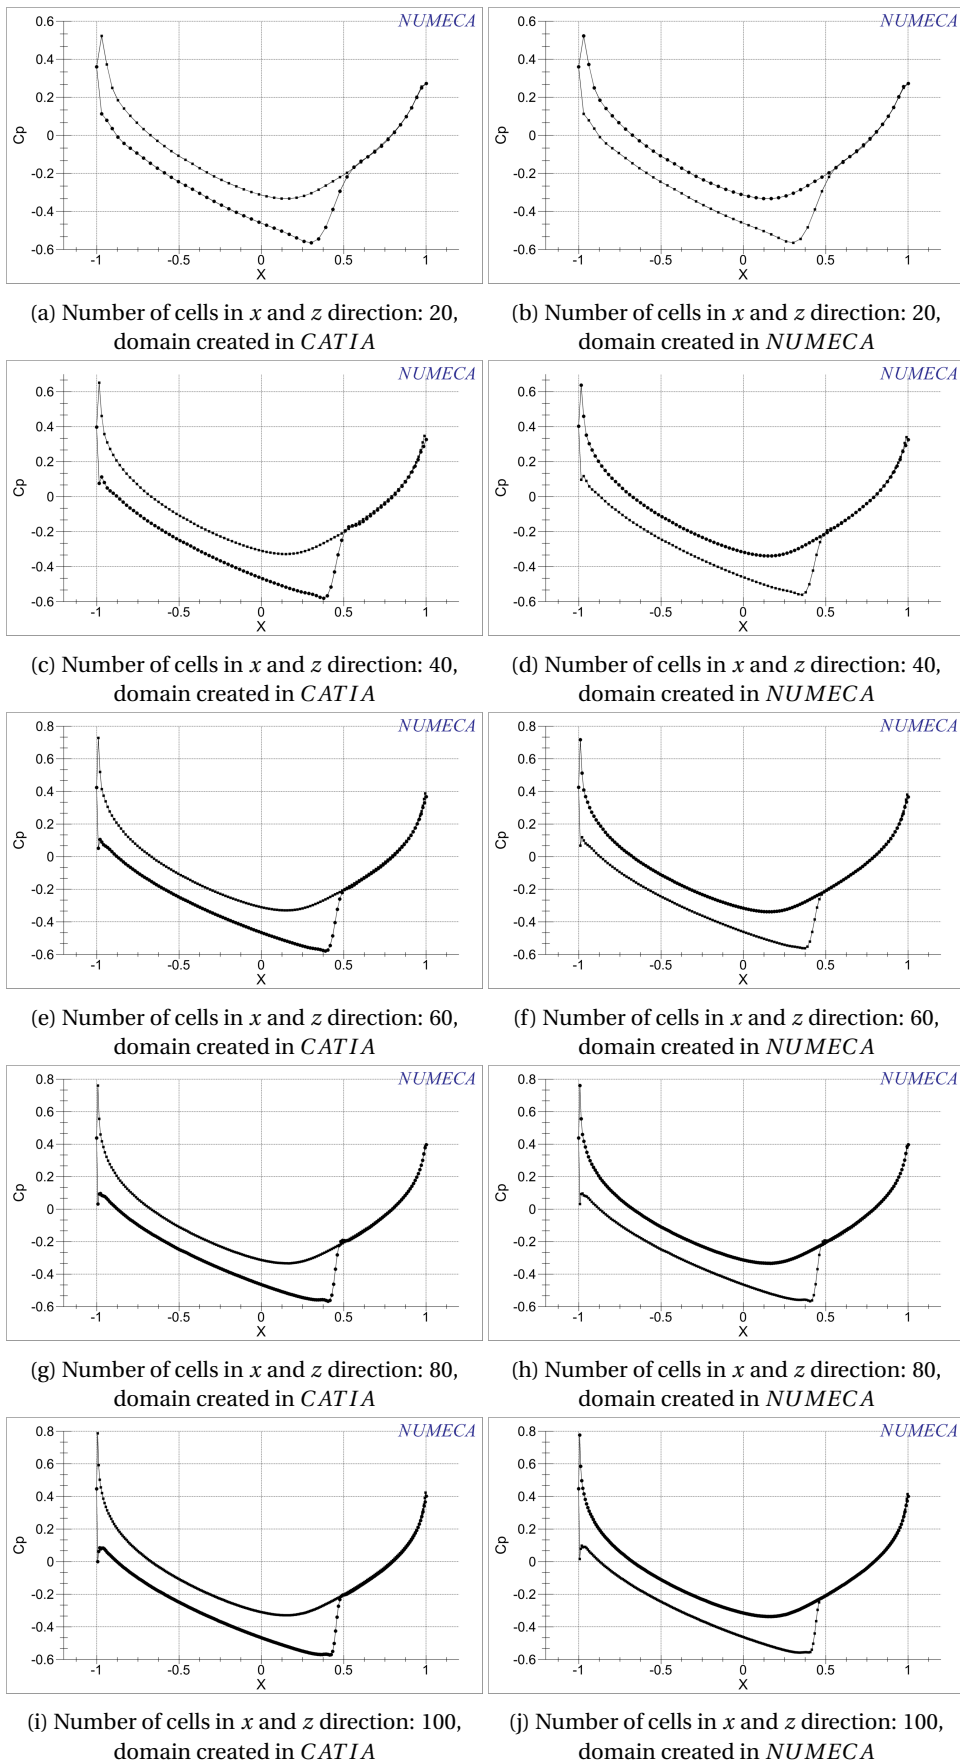 NUMECA
0.6
0.4
0.2
0
-0.2
-0.4
-0.6
Cp
-1 -0.5 0 0.5 1
X
NUMECA
0.6
0.4
0.2
0
-0.2
-0.4
-0.6
Cp
-1 -0.5 0 0.5 1
X
(a) Number of cells in x and z direction: 20,
domain created in CATIA
(b) Number of cells in x and z direction: 20,
domain created in NUMECA
NUMECA
0.6
0.4
0.2
0
-0.2
-0.4
-0.6
Cp
-1 -0.5 0 0.5 1
X
NUMECA
0.6
0.4
0.2
0
-0.2
-0.4
-0.6
Cp
-1 -0.5 0 0.5 1
X
(c) Number of cells in x and z direction: 40,
domain created in CATIA
(d) Number of cells in x and z direction: 40,
domain created in NUMECA
NUMECA
0.8
0.6
0.4
0.2
0
-0.2
-0.4
-0.6
Cp
-1 -0.5 0 0.5 1
X
NUMECA
0.8
0.6
0.4
0.2
0
-0.2
-0.4
-0.6
Cp
-1 -0.5 0 0.5 1
X
(e) Number of cells in x and z direction: 60,
domain created in CATIA
(f) Number of cells in x and z direction: 60,
domain created in NUMECA
NUMECA
0.8
0.6
0.4
0.2
0
-0.2
-0.4
-0.6
Cp
-1 -0.5 0 0.5 1
X
NUMECA
0.8
0.6
0.4
0.2
0
-0.2
-0.4
-0.6
Cp
-1 -0.5 0 0.5 1
X
(g) Number of cells in x and z direction: 80,
domain created in CATIA
(h) Number of cells in x and z direction: 80,
domain created in NUMECA
NUMECA
0.8
0.6
0.4
0.2
0
-0.2
-0.4
-0.6
Cp
-1 -0.5 0 0.5 1
X
NUMECA
0.8
0.6
0.4
0.2
0
-0.2
-0.4
-0.6
Cp
-1 -0.5 0 0.5 1
X
(i) Number of cells in x and z direction: 100,
domain created in CATIA
(j) Number of cells in x and z direction: 100,
domain created in NUMECA